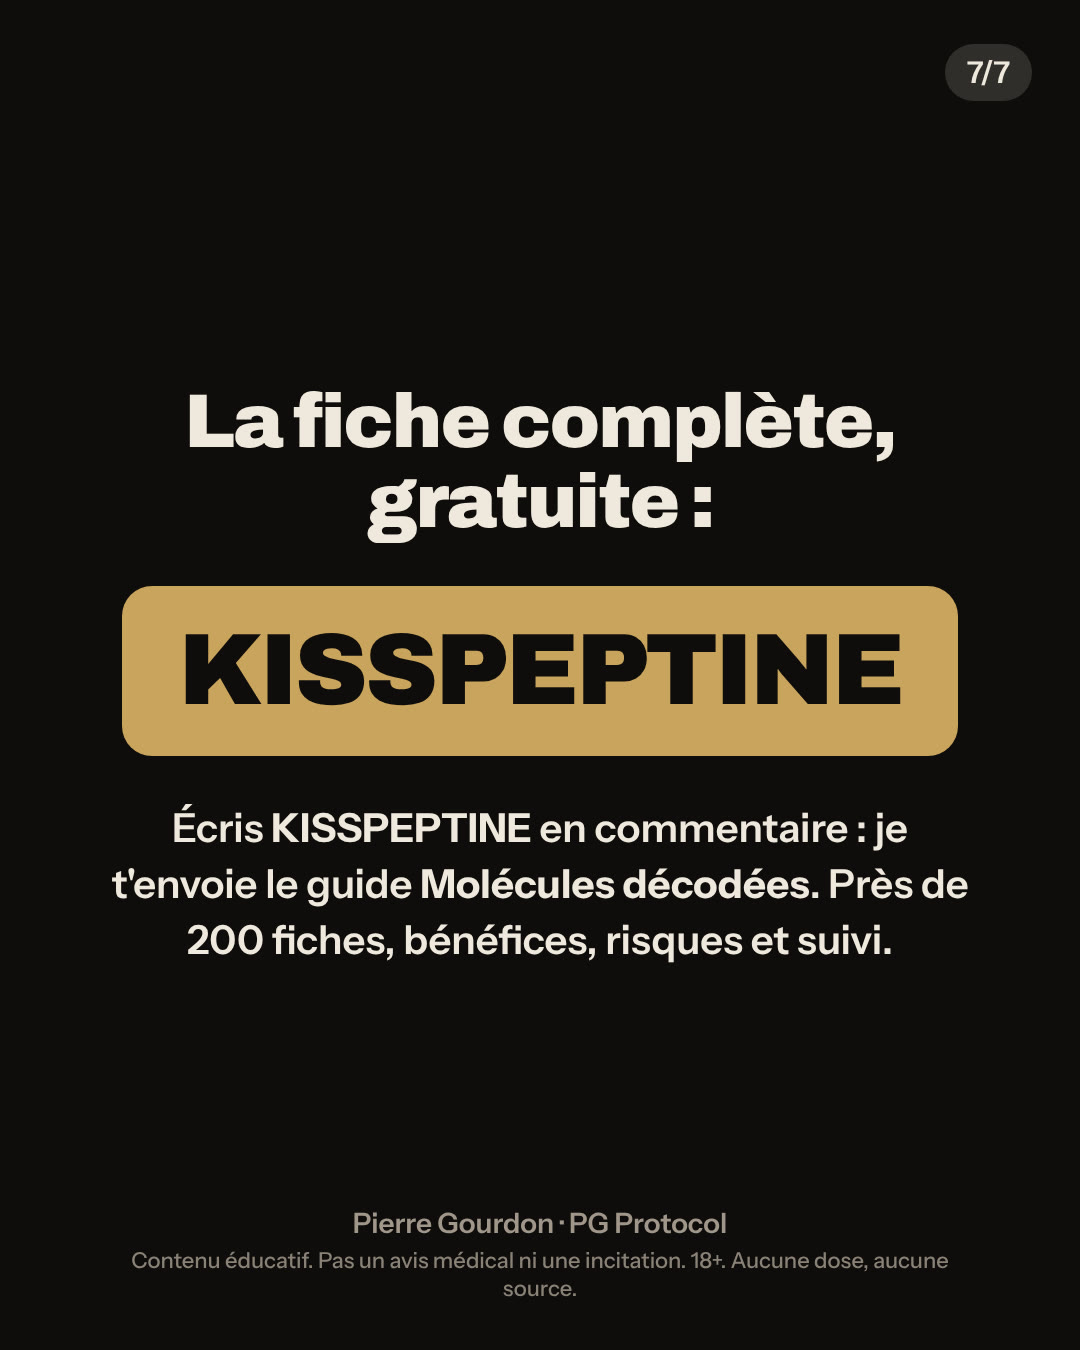 7/7
La fiche complète,
gratuite :
KISSPEPTINE
Écris KISSPEPTINE en commentaire : je
t'envoie le guide Molécules décodées. Près de
200 fiches, bénéfices, risques et suivi.
Pierre Gourdon · PG Protocol
Contenu éducatif. Pas un avis médical ni une incitation. 18+. Aucune dose, aucune
source.